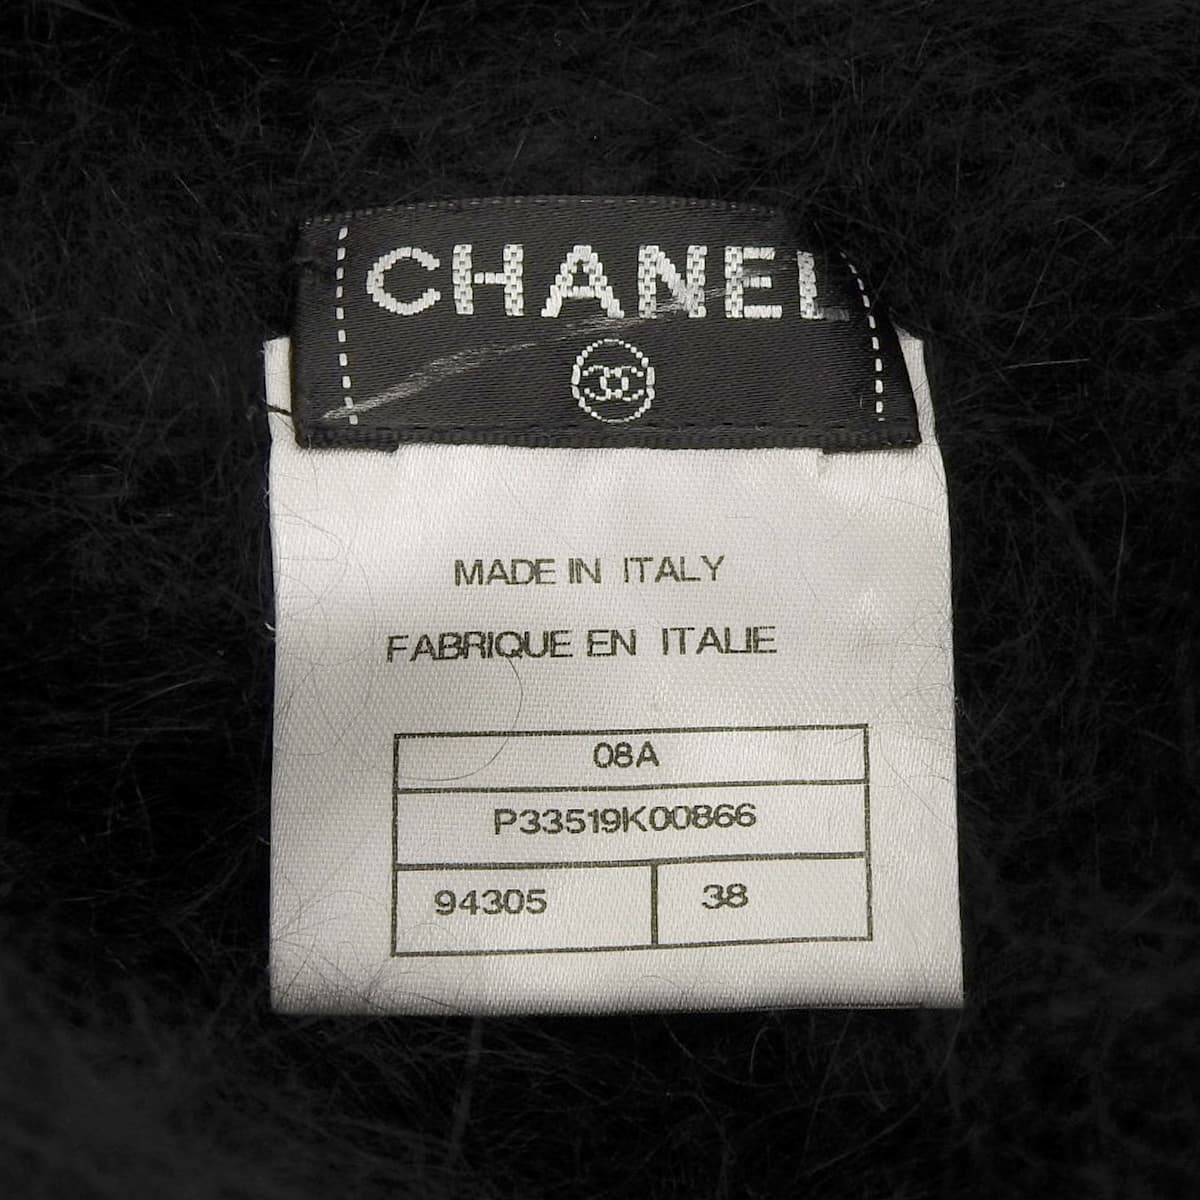 CHANEL
MADE IN ITALY
FABRIQUE EN ITALIE
08A
P33519K00866
94305 38